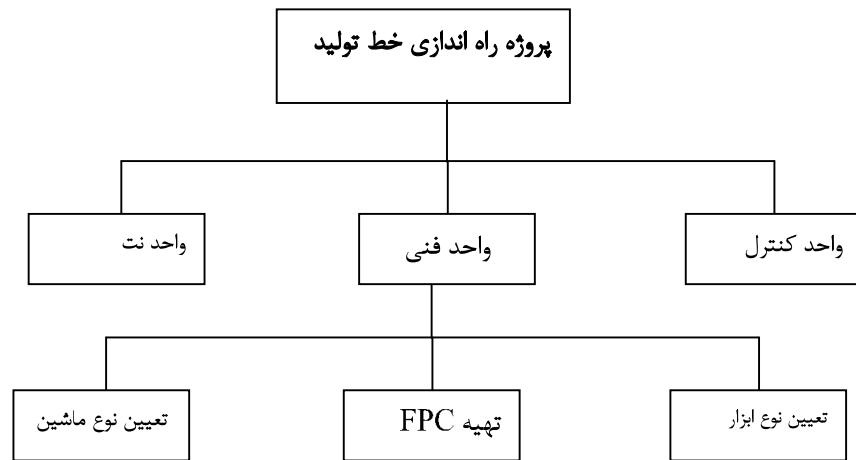 پروژه راه اندازی خط تولید
واحد کنترل
واحد فنی
واحد نت
تعیین نوع ابزار
تهیه FPC
تعیین نوع ماشین